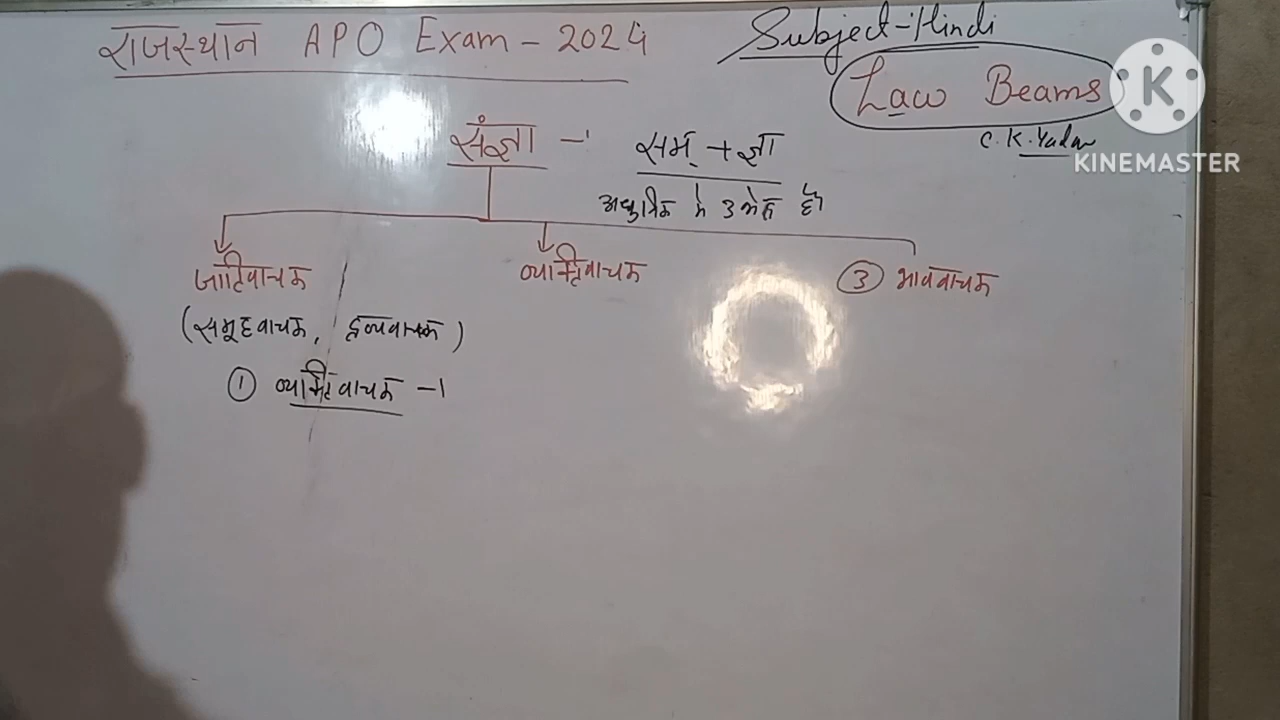 राजस्थान APO Exam - 2024
Subject-Hindi
Law Beams
C.K. Yadav
KINEMASTER
संज्ञा - सम् + ज्ञा
में 3 भेद है
जातिवाचक
व्यक्तिवाचक
③ भाववाचक
(समूहवाचक, द्रव्यवाचक)
① व्यक्तिवाचक -